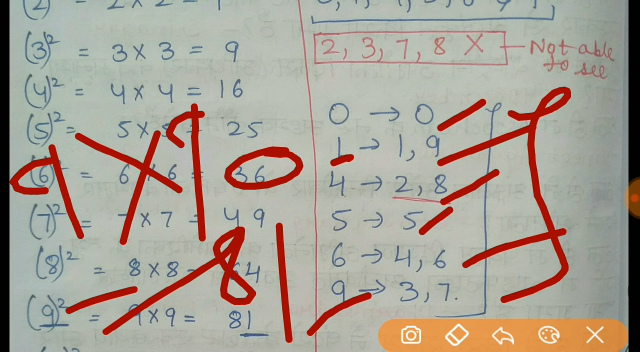 (3)² = 3 × 3 = 9
(4)² = 4 × 4 = 16
(5)² = 5 × 5 = 25
(6)² = 6 × 6 = 36
(7)² = 7 × 7 = 49
(8)² = 8 × 8 = 64
(9)² = 9 × 9 = 81
2, 3, 7, 8 X
Not able
to see
0 → 0
1 → 1, 9
4 → 2, 8
5 → 5
6 → 4, 6
9 → 3, 7.